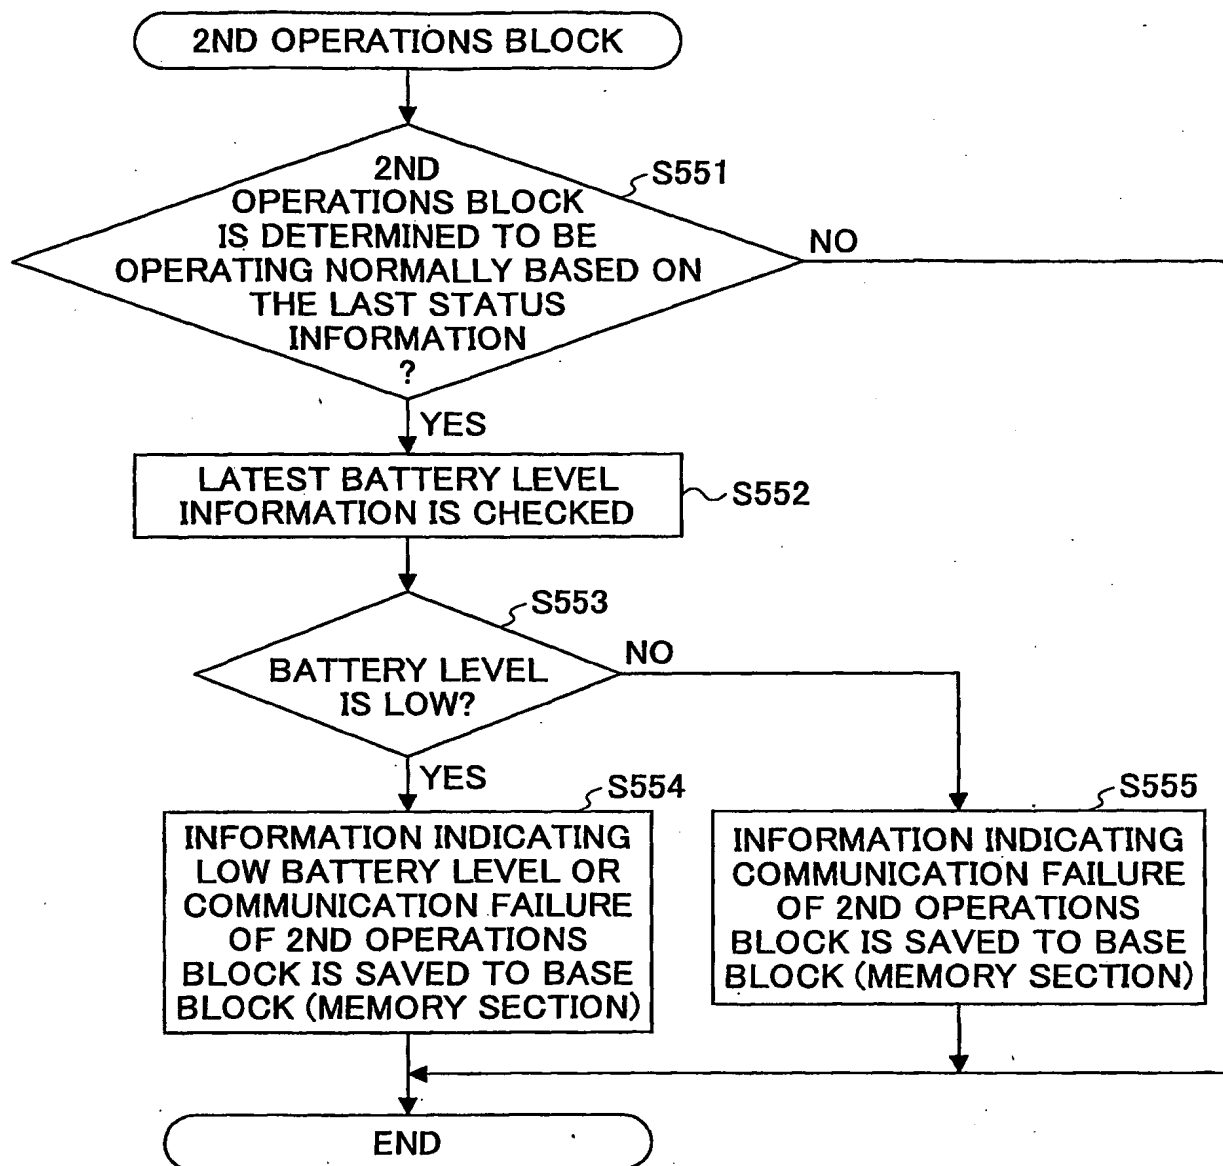 2ND OPERATIONS BLOCK
2ND
OPERATIONS BLOCK
IS DETERMINED TO BE
OPERATING NORMALLY BASED ON
THE LAST STATUS
INFORMATION
?
S551
NO
YES
LATEST BATTERY LEVEL
INFORMATION IS CHECKED
S552
S553
BATTERY LEVEL
IS LOW?
NO
YES
S554
INFORMATION INDICATING
LOW BATTERY LEVEL OR
COMMUNICATION FAILURE
OF 2ND OPERATIONS
BLOCK IS SAVED TO BASE
BLOCK (MEMORY SECTION)
S555
INFORMATION INDICATING
COMMUNICATION FAILURE
OF 2ND OPERATIONS
BLOCK IS SAVED TO BASE
BLOCK (MEMORY SECTION)
END